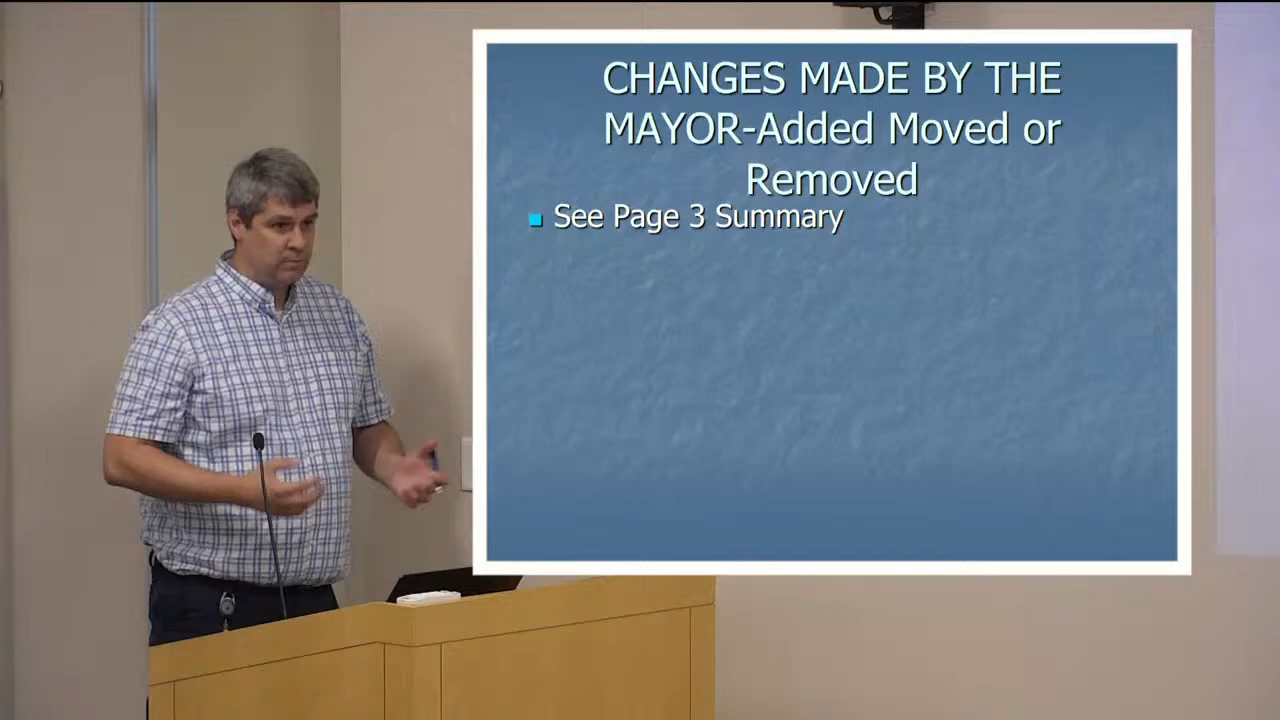 CHANGES MADE BY THE
MAYOR-Added Moved or
Removed
See Page 3 Summary